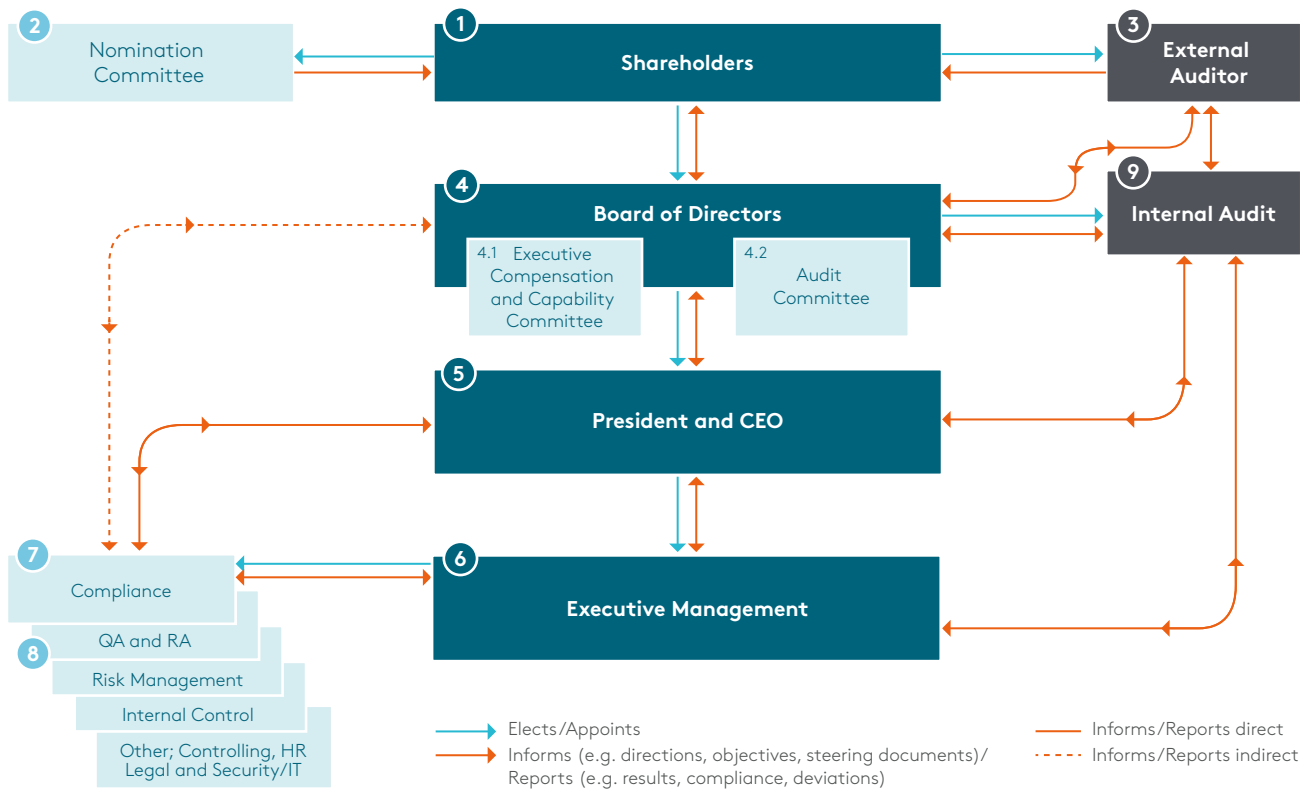 2
Nomination
Committee
1
Shareholders
3
External
Auditor
4
Board of Directors
4.1 Executive
Compensation
and Capability
Committee
4.2
Audit
Committee
9
Internal Audit
5
President and CEO
7
Compliance
6
Executive Management
QA and RA
8
Risk Management
Internal Control
Other; Controlling, HR
Legal and Security/IT
Elects/Appoints
Informs (e.g. directions, objectives, steering documents)/
Reports (e.g. results, compliance, deviations)
Informs/Reports direct
Informs/Reports indirect